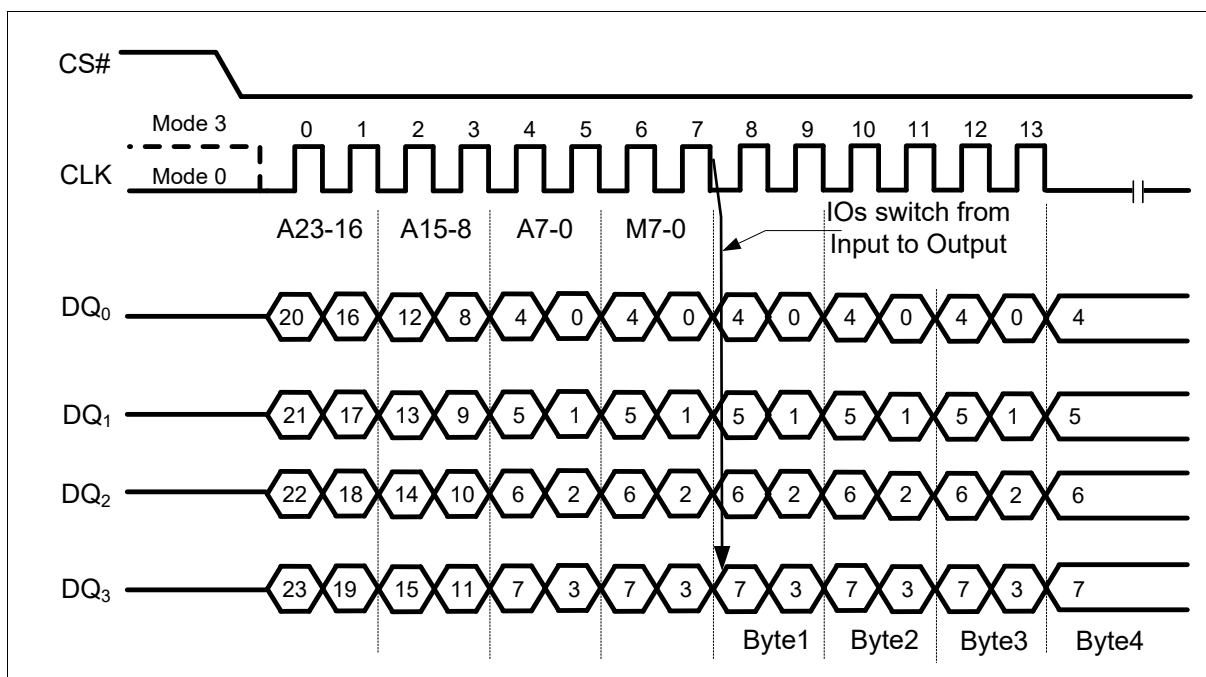 CS#
Mode 3
0 1 2 3 4 5 6 7 8 9 10 11 12 13
CLK
Mode 0
IOs switch from
Input to Output
A23-16 A15-8 A7-0 M7-0
DQ₀ 20 16 12 8 4 0 4 0 4 0 4 0 4 0 4
DQ₁ 21 17 13 9 5 1 5 1 5 1 5 1 5 1 5
DQ₂ 22 18 14 10 6 2 6 2 6 2 6 2 6 2 6
DQ₃ 23 19 15 11 7 3 7 3 7 3 7 3 7 3 7
Byte1 Byte2 Byte3 Byte4